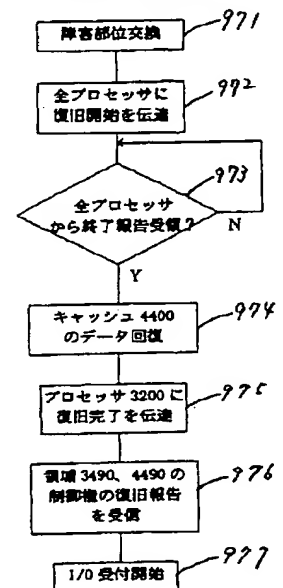 障害部位交換
971
全プロセッサに
復旧開始を伝達
972
973
全プロセッサ
から終了報告受領？
N
Y
キャッシュ 4400
のデータ回復
974
プロセッサ 3200 に
復旧完了を伝達
975
領域 3490、4490 の
制御権の復旧報告
を受信
976
I/O 受付開始
977